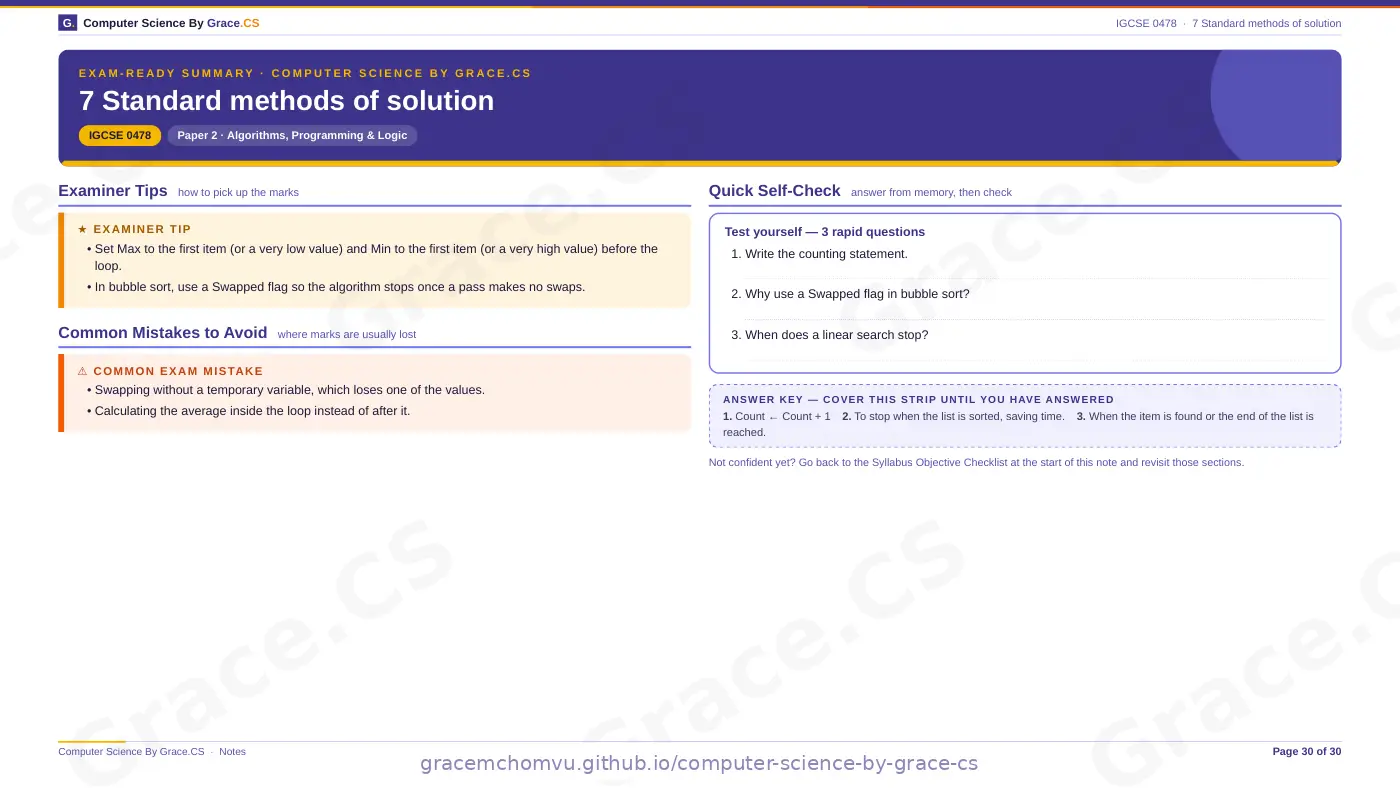 G. Computer Science By Grace.CS
IGCSE 0478 · 7 Standard methods of solution
EXAM-READY SUMMARY · COMPUTER SCIENCE BY GRACE.CS
7 Standard methods of solution
IGCSE 0478 Paper 2 · Algorithms, Programming & Logic
Examiner Tips how to pick up the marks
★ EXAMINER TIP
• Set Max to the first item (or a very low value) and Min to the first item (or a very high value) before the
loop.
• In bubble sort, use a Swapped flag so the algorithm stops once a pass makes no swaps.
Common Mistakes to Avoid where marks are usually lost
⚠ COMMON EXAM MISTAKE
• Swapping without a temporary variable, which loses one of the values.
• Calculating the average inside the loop instead of after it.
Quick Self-Check answer from memory, then check
Test yourself — 3 rapid questions
1. Write the counting statement.
2. Why use a Swapped flag in bubble sort?
3. When does a linear search stop?
ANSWER KEY — COVER THIS STRIP UNTIL YOU HAVE ANSWERED
1. Count ← Count + 1 2. To stop when the list is sorted, saving time. 3. When the item is found or the end of the list is
reached.
Not confident yet? Go back to the Syllabus Objective Checklist at the start of this note and revisit those sections.
Grace.CS
Grace.CS
Grace.CS
Computer Science By Grace.CS · Notes
Page 30 of 30
gracemchomvu.github.io/computer-science-by-grace-cs